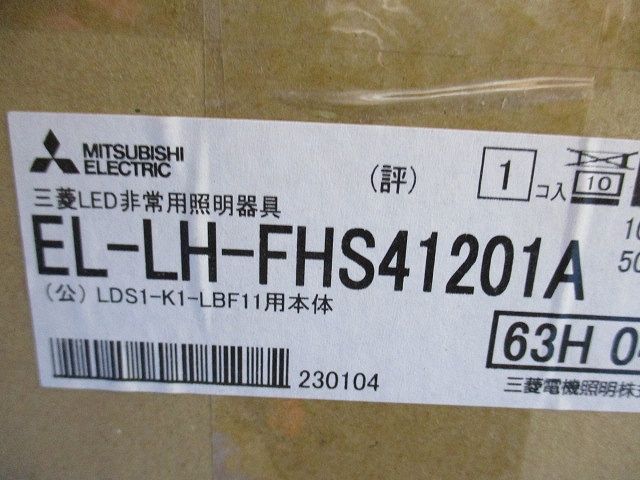 MITSUBISHI
ELECTRIC
(評) 1 コ入 10
三菱LED非常用照明器具
EL-LH-FHS41201A
(公) LDS1-K1-LBF11用本体
63H
230104
三菱電機照明株